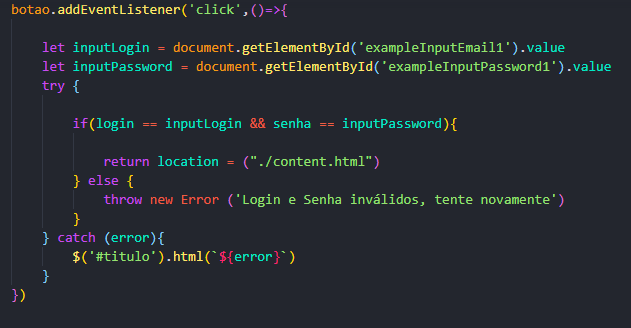 botao.addEventListener('click',()=>{
let inputLogin = document.getElementById('exampleInputEmail1').value
let inputPassword = document.getElementById('exampleInputPassword1').value
try {
if(login == inputLogin && senha == inputPassword){
return location = ("./content.html")
} else {
throw new Error ('Login e Senha inválidos, tente novamente')
}
} catch (error){
$('#titulo').html(`${error}`)
}
})